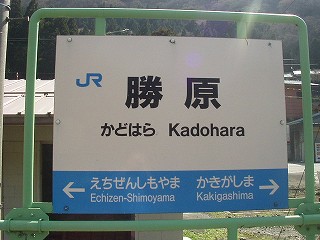 JR
勝原
かどはら Kadohara
← えちぜんしもやま かきがしま →
Echizen-Shimoyama Kakigashima